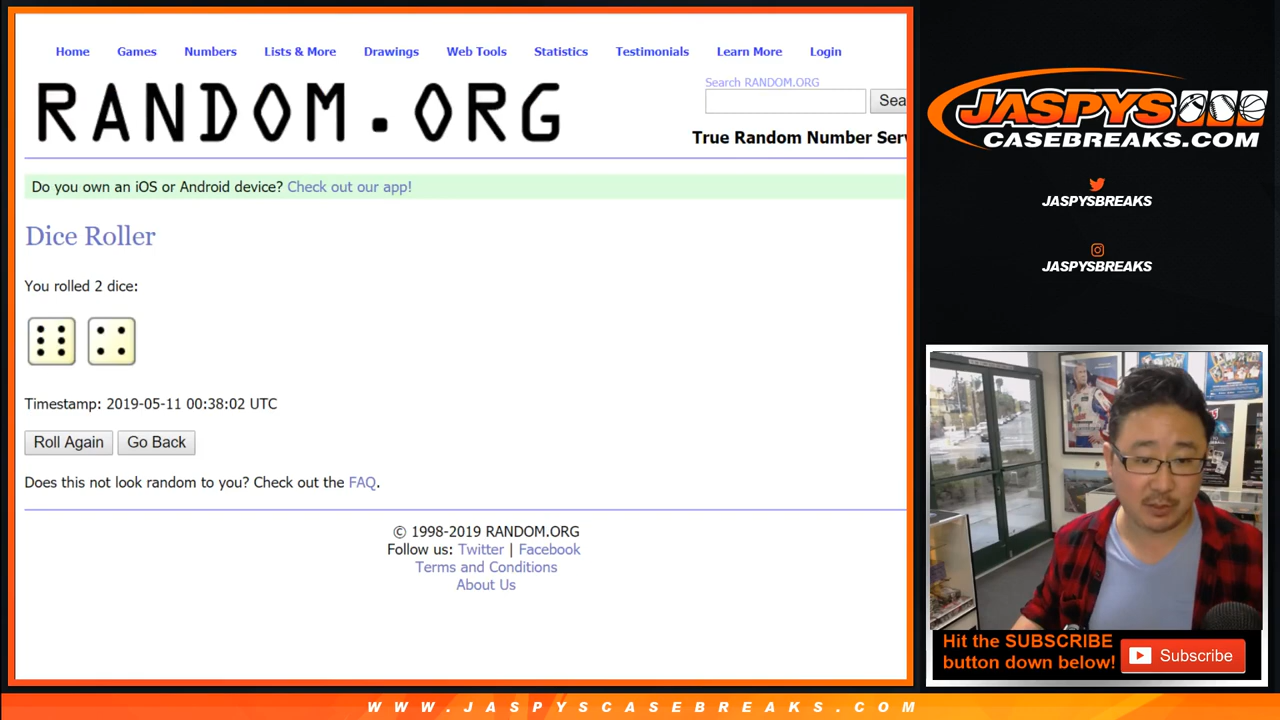 Home Games Numbers Lists & More Drawings Web Tools Statistics Testimonials Learn More Login
RANDOM.ORG
Search RANDOM.ORG
Sea
True Random Number Serv
Do you own an iOS or Android device? Check out our app!
Dice Roller
You rolled 2 dice:
Timestamp: 2019-05-11 00:38:02 UTC
Roll Again Go Back
Does this not look random to you? Check out the FAQ.
© 1998-2019 RANDOM.ORG
Follow us: Twitter | Facebook
Terms and Conditions
About Us
JASPYS
CASEBREAKS.COM
JASPYSBREAKS
JASPYSBREAKS
Hit the SUBSCRIBE
button down below!
Subscribe
WWW.JASPYSCASEBREAKS.COM